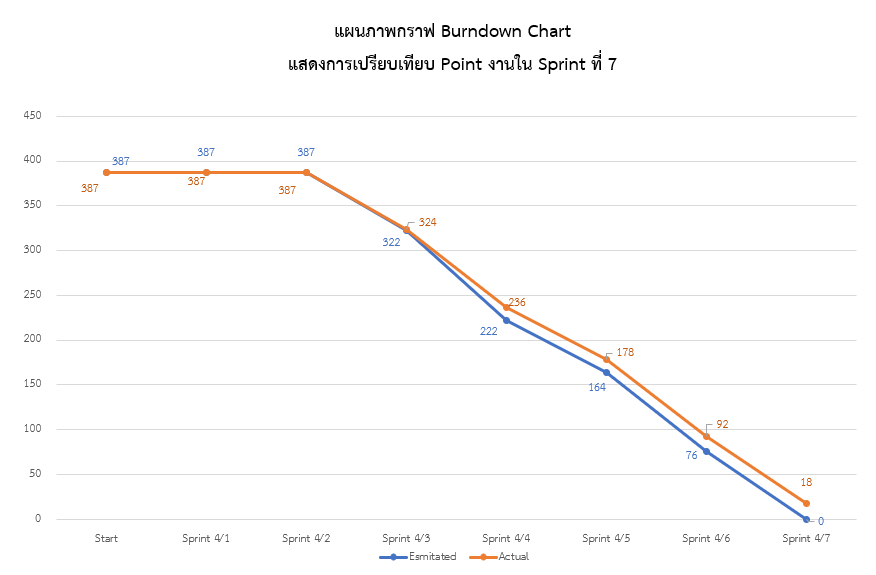 แผนภาพกราฟ Burndown Chart
แสดงการเปรียบเทียบ Point งานใน Sprint ที่ 7
450
400
350
300
250
200
150
100
50
0
387
387
387
387
387
387
324
322
236
222
178
164
92
76
18
0
Start
Sprint 4/1
Sprint 4/2
Sprint 4/3
Sprint 4/4
Sprint 4/5
Sprint 4/6
Sprint 4/7
Esmitated
Actual